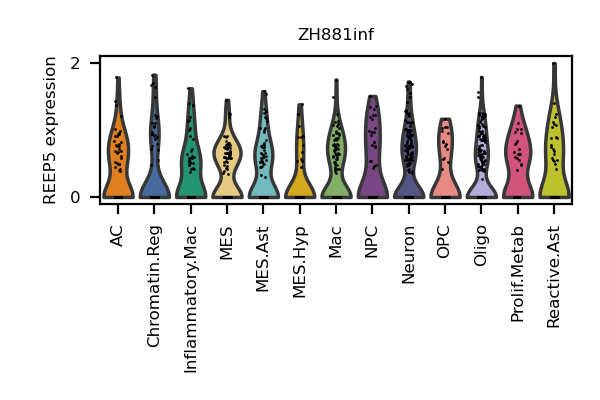 ZH881inf
REEP5 expression
2
0
AC
Chromatin.Reg
Inflammatory.Mac
MES
MES.Ast
MES.Hyp
Mac
NPC
Neuron
OPC
Oligo
Prolif.Metab
Reactive.Ast